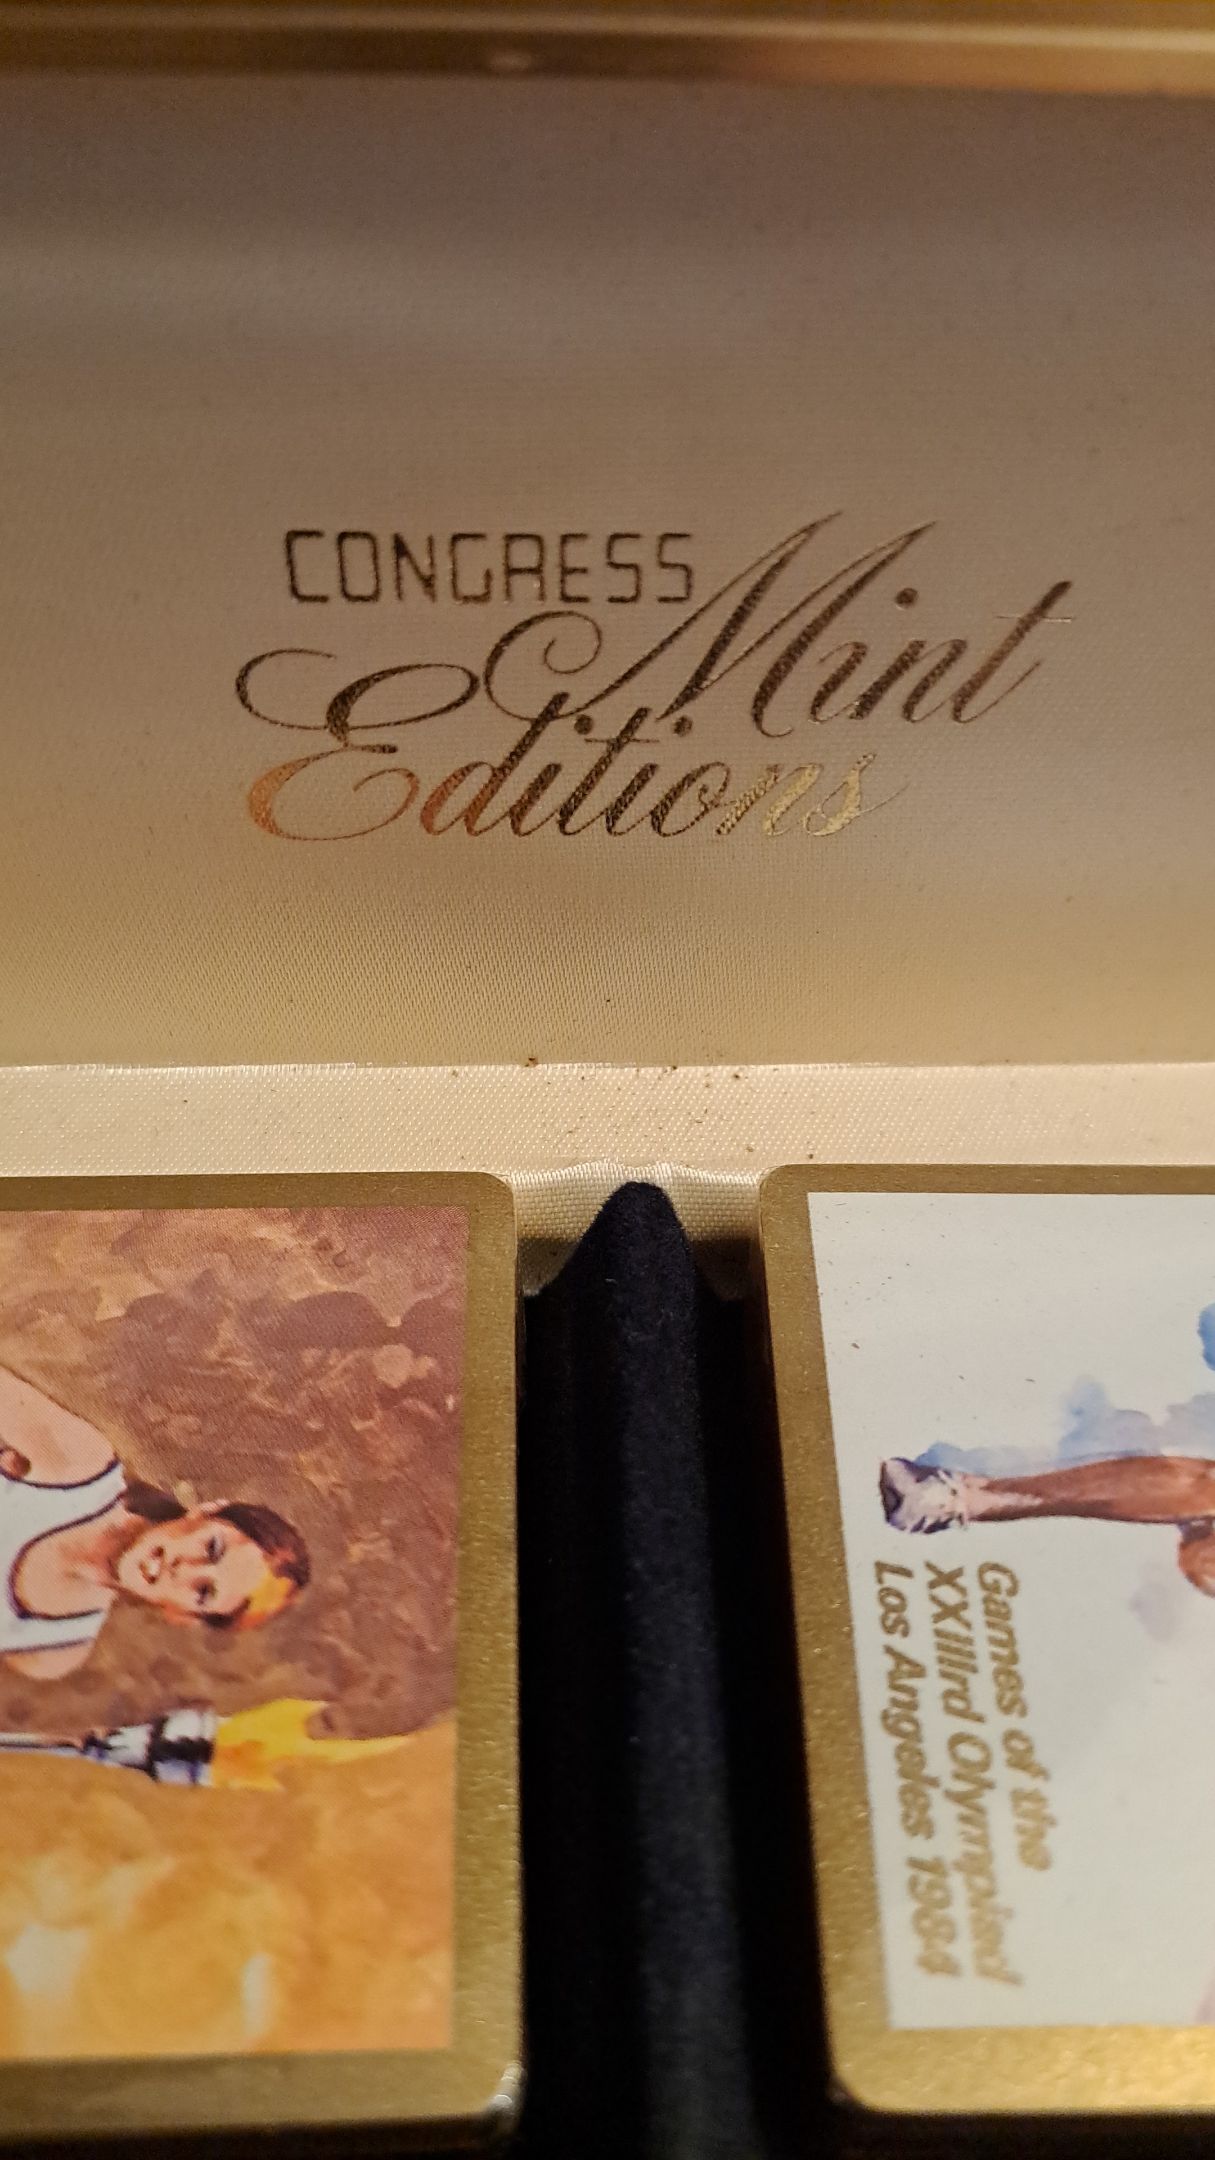 CONGRESS Mint
Editions
Games of the
XXIIIrd Olympiad
Los Angeles 1984